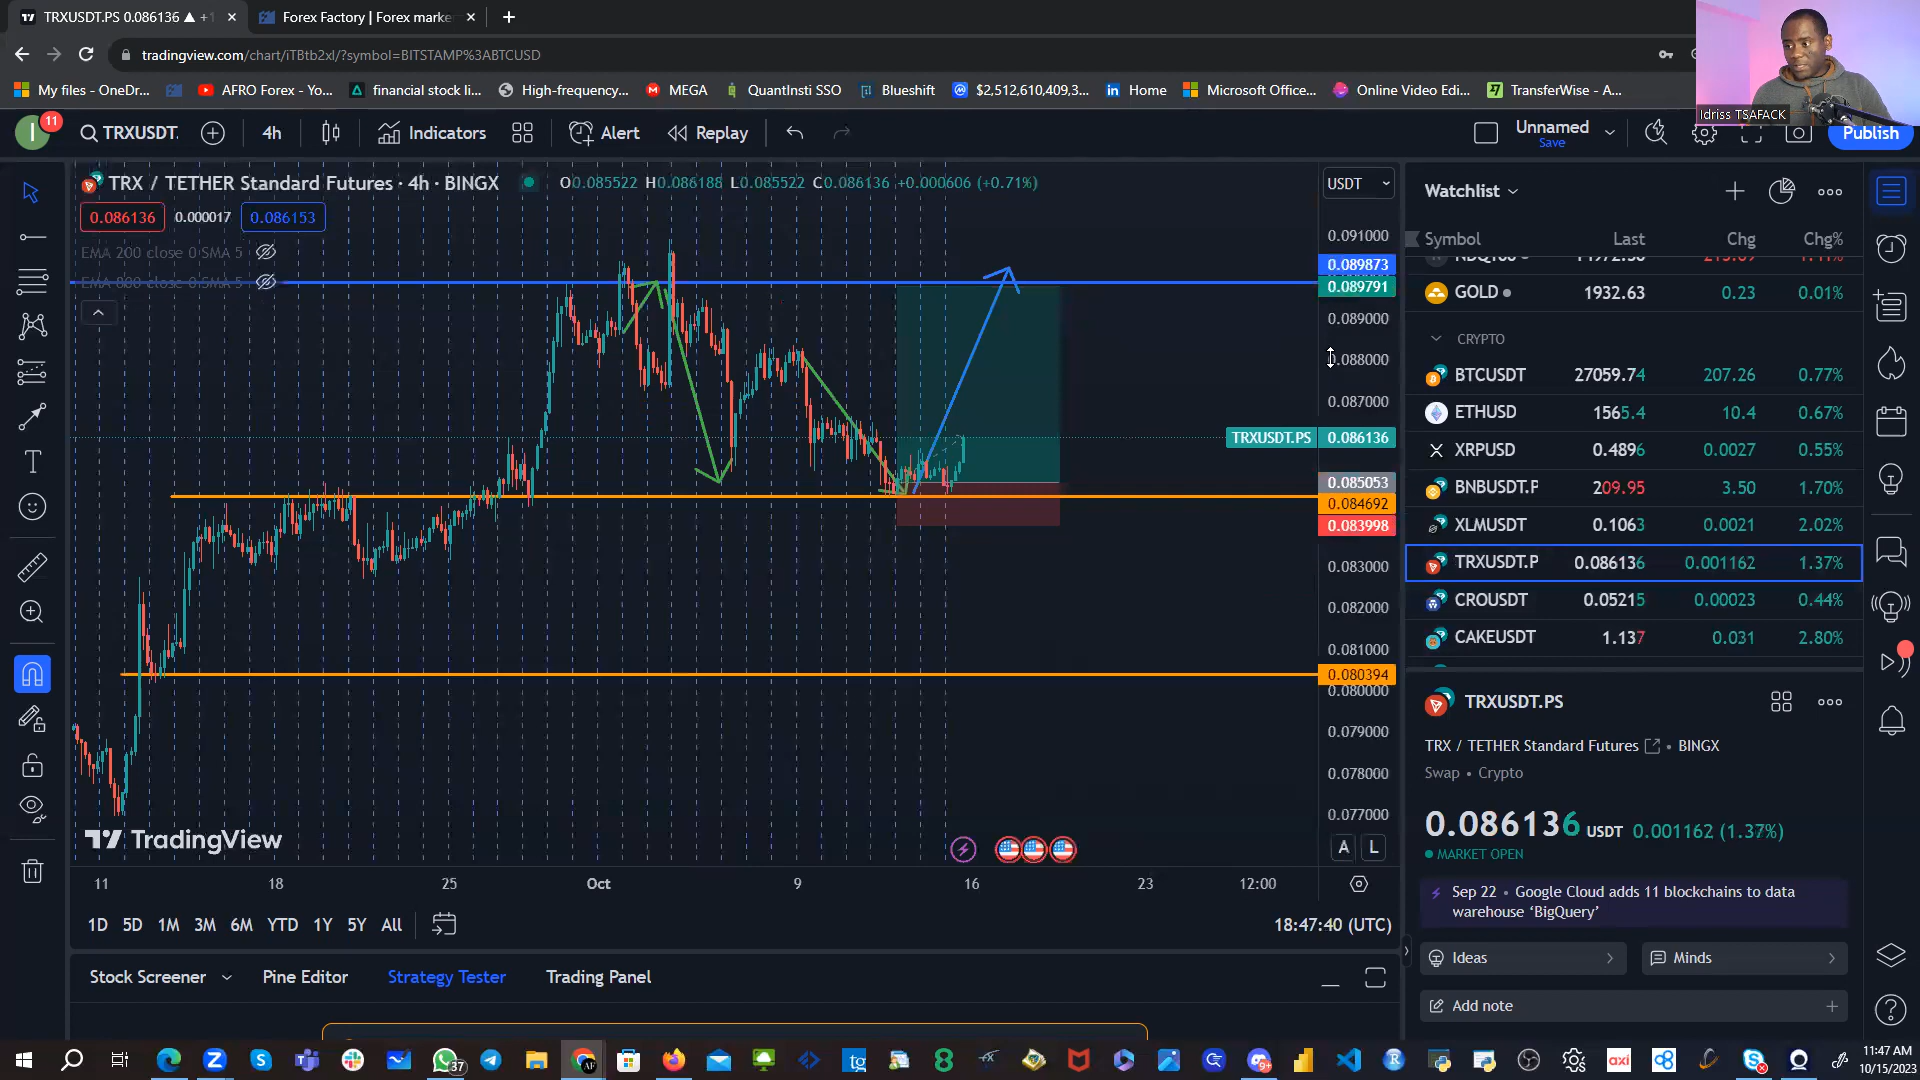 TRXUSDT.PS 0.086136 ▲ +1
Forex Factory | Forex marke
tradingview.com/chart/iTBtb2xl/?symbol=BITSTAMP%3ABTCUSD
My files - OneDr...
AFRO Forex - Yo...
financial stock li...
High-frequency...
MEGA
QuantInsti SSO
Blueshift
$2,512,610,409,3...
Home
Microsoft Office...
Online Video Edi...
TransferWise - A...
Idriss TSAFACK
I
11
TRXUSDT.
4h
Indicators
Alert
Replay
Unnamed
Save
Publish
TRX / TETHER Standard Futures · 4h · BINGX
O0.085522 H0.086188 L0.085522 C0.086136 +0.000606 (+0.71%)
0.086136
0.000017
0.086153
EMA 200 close 0 SMA 5
EMA 800 close 0 SMA 5
USDT
0.091000
0.089873
0.089791
0.089000
0.088000
0.087000
TRXUSDT.PS
0.086136
0.085053
0.084692
0.083998
0.083000
0.082000
0.081000
0.080394
0.080000
0.079000
0.078000
0.077000
A
L
TradingView
11
18
25
Oct
9
16
23
12:00
1D
5D
1M
3M
6M
YTD
1Y
5Y
All
18:47:40 (UTC)
Stock Screener
Pine Editor
Strategy Tester
Trading Panel
Watchlist
Symbol Last Chg Chg%
GOLD 1932.63 0.23 0.01%
CRYPTO
BTCUSDT 27059.74 207.26 0.77%
ETHUSD 1565.4 10.4 0.67%
XRPUSD 0.4896 0.0027 0.55%
BNBUSDT.P 209.95 3.50 1.70%
XLMUSDT 0.1063 0.0021 2.02%
TRXUSDT.P 0.086136 0.001162 1.37%
CROUSDT 0.05215 0.00023 0.44%
CAKEUSDT 1.137 0.031 2.80%
TRXUSDT.PS
TRX / TETHER Standard Futures • BINGX
Swap • Crypto
0.086136 USDT 0.001162 (1.37%)
MARKET OPEN
Sep 22 • Google Cloud adds 11 blockchains to data
warehouse ‘BigQuery’
Ideas
Minds
Add note
37
9+
11:47 AM
10/15/2023